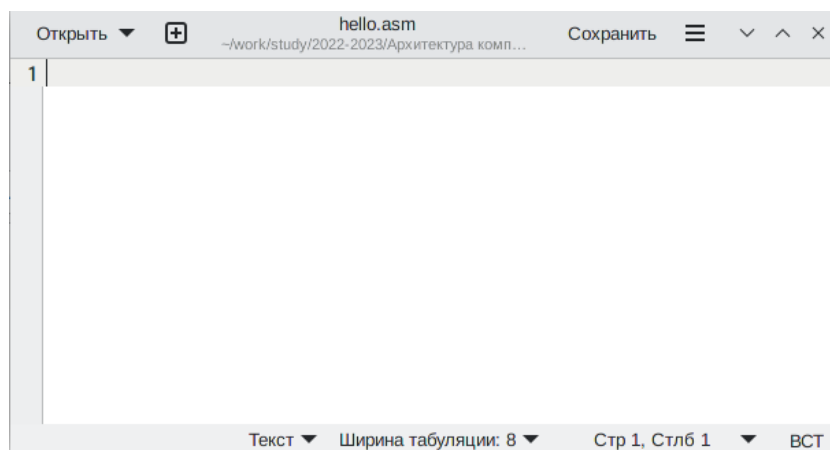 Открыть hello.asm Сохранить
~/work/study/2022-2023/Архитектура комп...
1
Текст Ширина табуляции: 8 Стр 1, Стлб 1 ВСТ